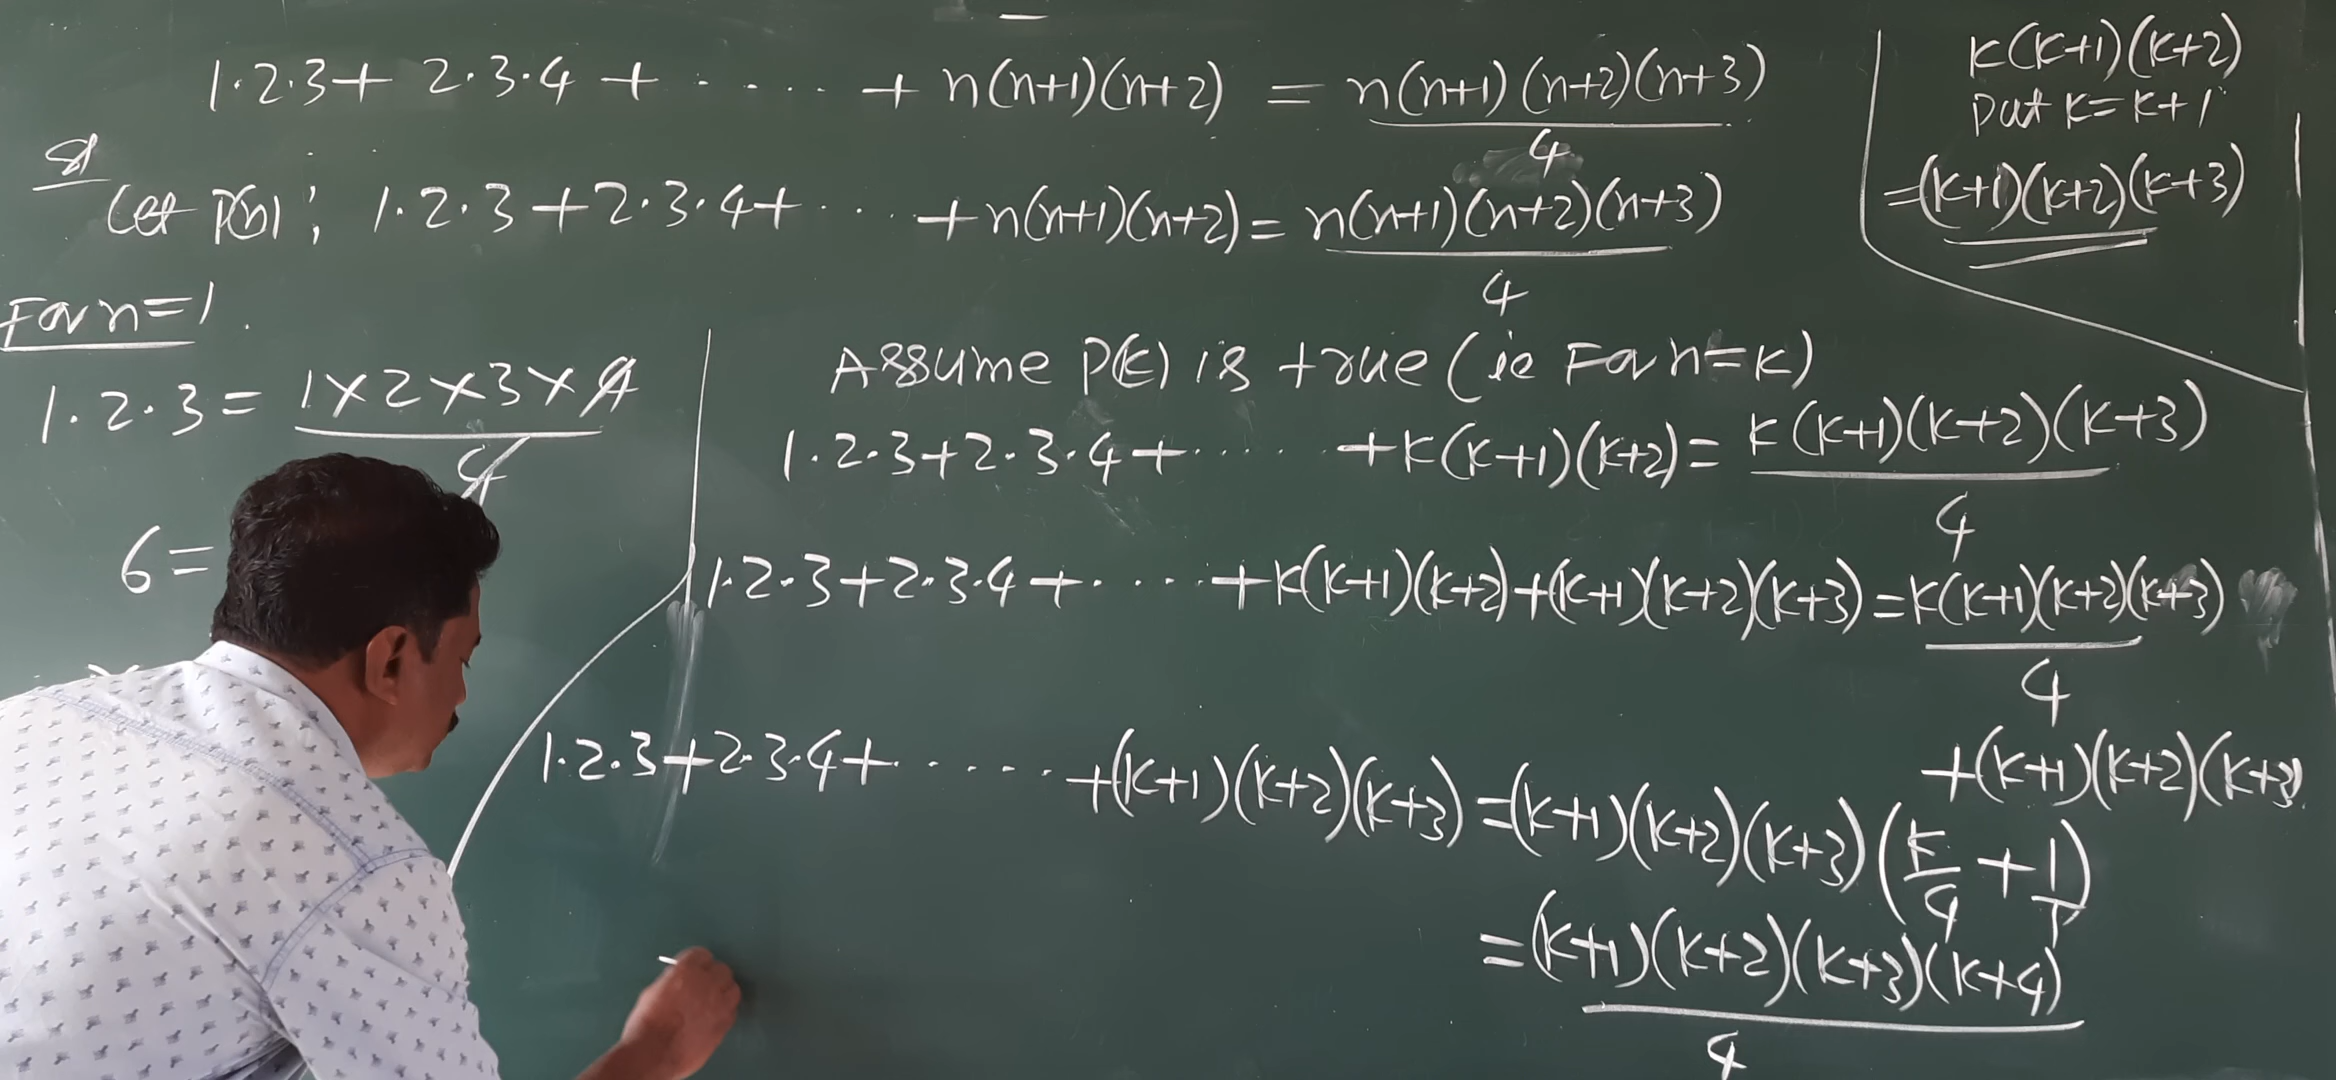 1·2·3+ 2·3·4 + ····· + n(n+1)(n+2) = n(n+1)(n+2)(n+3)
4
Let P(n) : 1·2·3+2·3·4+ ···· +n(n+1)(n+2)= n(n+1)(n+2)(n+3)
4
k(k+1)(k+2)
put k=k+1
=(k+1)(k+2)(k+3)
For n=1.
1·2·3= 1×2×3×4
4
6=
Assume P(k) is true (ie For n=k)
1·2·3+2·3·4+····· +k(k+1)(k+2)= k(k+1)(k+2)(k+3)
4
1·2·3+2·3·4+···· +k(k+1)(k+2)+(k+1)(k+2)(k+3)=k(k+1)(k+2)(k+3)
4
+(k+1)(k+2)(k+3)
1·2·3+2·3·4+······+(k+1)(k+2)(k+3)=(k+1)(k+2)(k+3)(k/4+1/1)
=(k+1)(k+2)(k+3)(k+4)
4